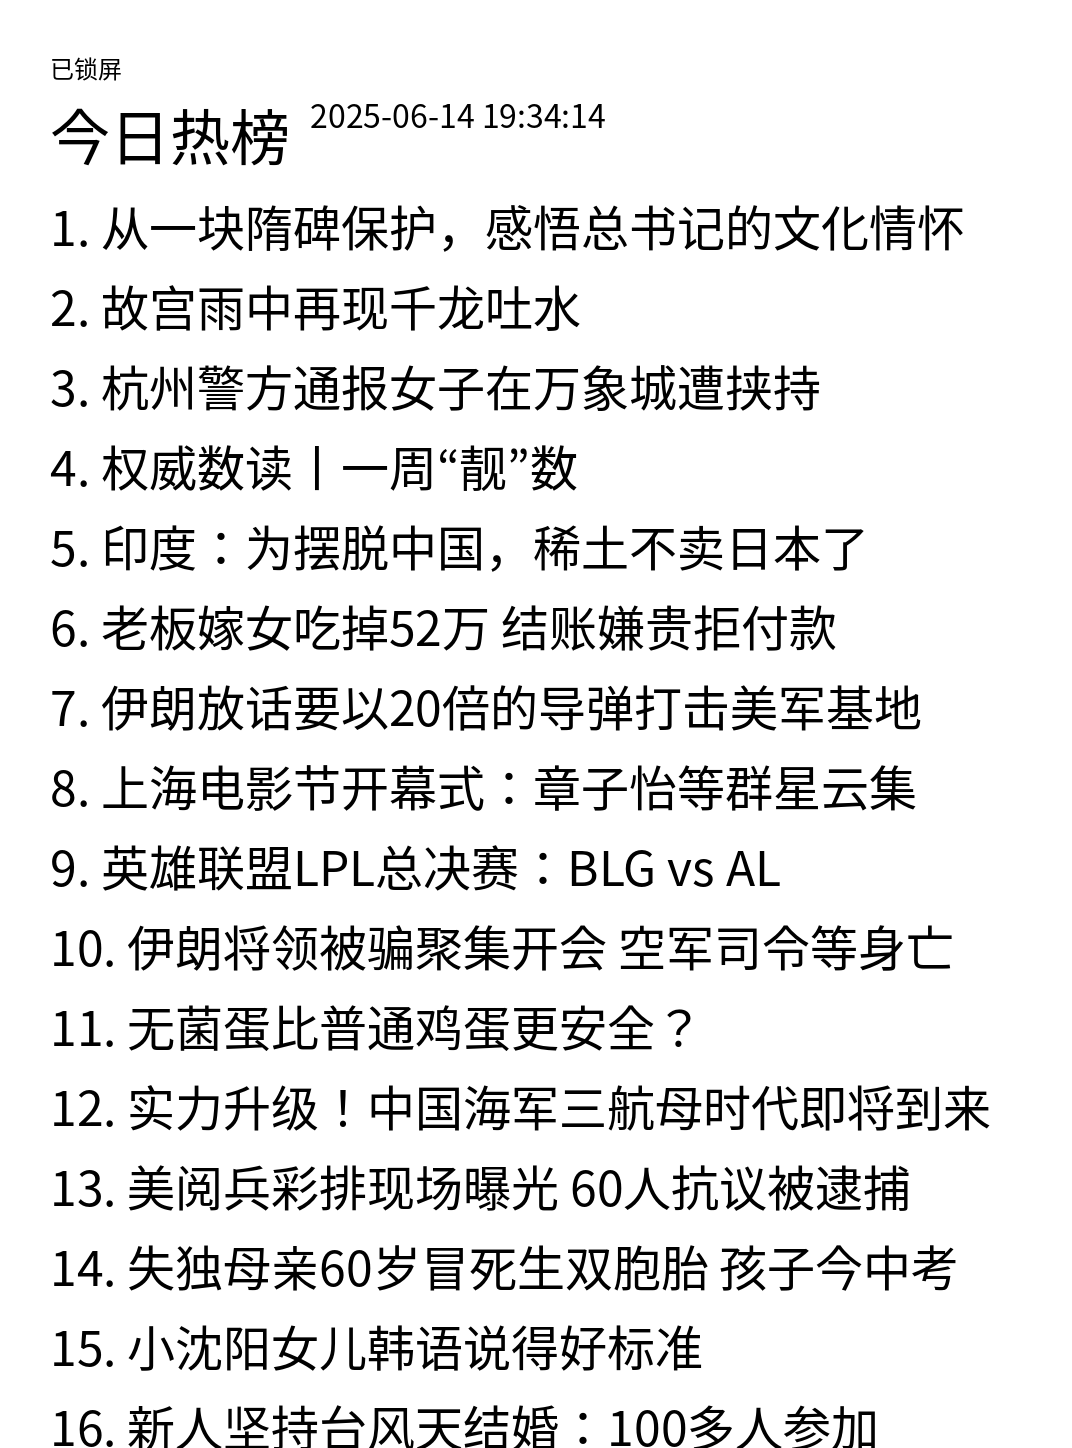 已锁屏
今日热榜 2025-06-14 19:34:14
1. 从一块隋碑保护，感悟总书记的文化情怀
2. 故宫雨中再现千龙吐水
3. 杭州警方通报女子在万象城遭挟持
4. 权威数读丨一周“靓”数
5. 印度：为摆脱中国，稀土不卖日本了
6. 老板嫁女吃掉52万 结账嫌贵拒付款
7. 伊朗放话要以20倍的导弹打击美军基地
8. 上海电影节开幕式：章子怡等群星云集
9. 英雄联盟LPL总决赛：BLG vs AL
10. 伊朗将领被骗聚集开会 空军司令等身亡
11. 无菌蛋比普通鸡蛋更安全？
12. 实力升级！中国海军三航母时代即将到来
13. 美阅兵彩排现场曝光 60人抗议被逮捕
14. 失独母亲60岁冒死生双胞胎 孩子今中考
15. 小沈阳女儿韩语说得好标准
16. 新人坚持台风天结婚：100多人参加